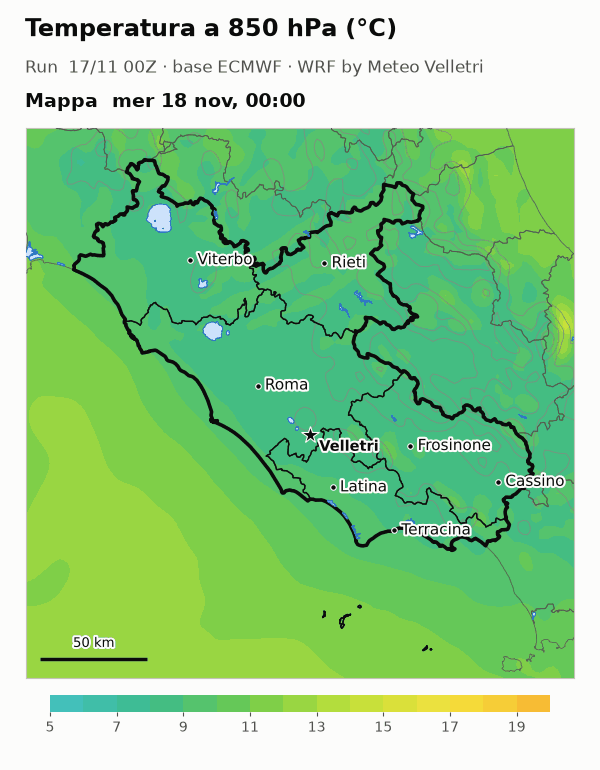 Temperatura a 850 hPa (°C)
Run  17/11 00Z · base ECMWF · WRF by Meteo Velletri
Mappa  mer 18 nov, 00:00
Viterbo
Rieti
Roma
Velletri
Frosinone
Cassino
Latina
Terracina
50 km
5 7 9 11 13 15 17 19